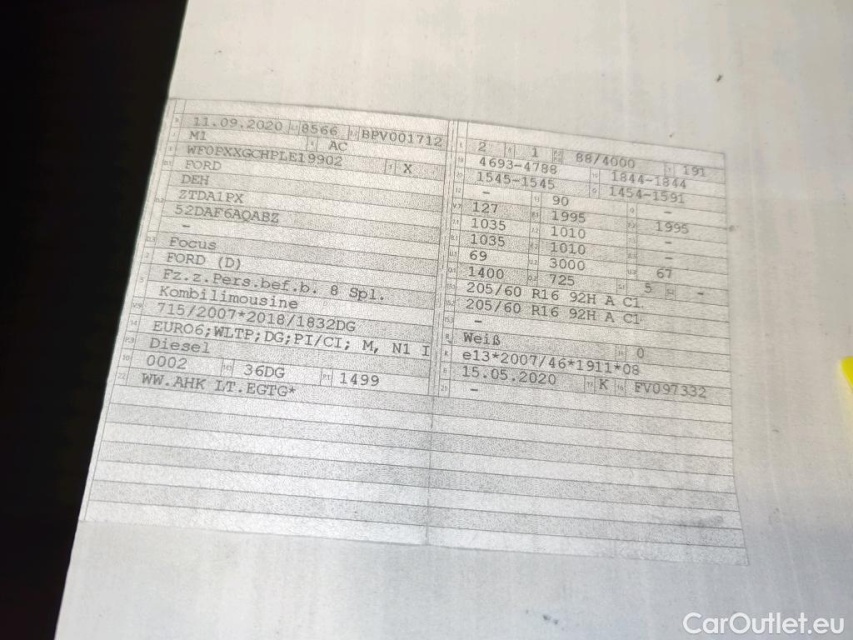 11.09.2020 8566 BPV001712
M1 AC
WF0PXXGCHPLE19902 X
FORD
DEH
ZTDA1PX
52DAF6AQABZ
-
Focus
FORD (D)
Fz.z.Pers.bef.b. 8 Spl.
Kombilimousine
715/2007*2018/1832DG
EURO6;WLTP;DG;PI/CI; M, N1 I
Diesel
0002 36DG 1499
WW.AHK LT.EGTG*
2 1 88/4000 191
4693-4788 1844-1844
1545-1545 1454-1591
- 90 -
127 1995 1995
1035 1010 -
1035 1010 -
69 3000 67
1400 725 5 -
205/60 R16 92H A C1
205/60 R16 92H A C1
-
Weiß 0
e13*2007/46*1911*08
15.05.2020 K FV097332
-
CarOutlet.eu